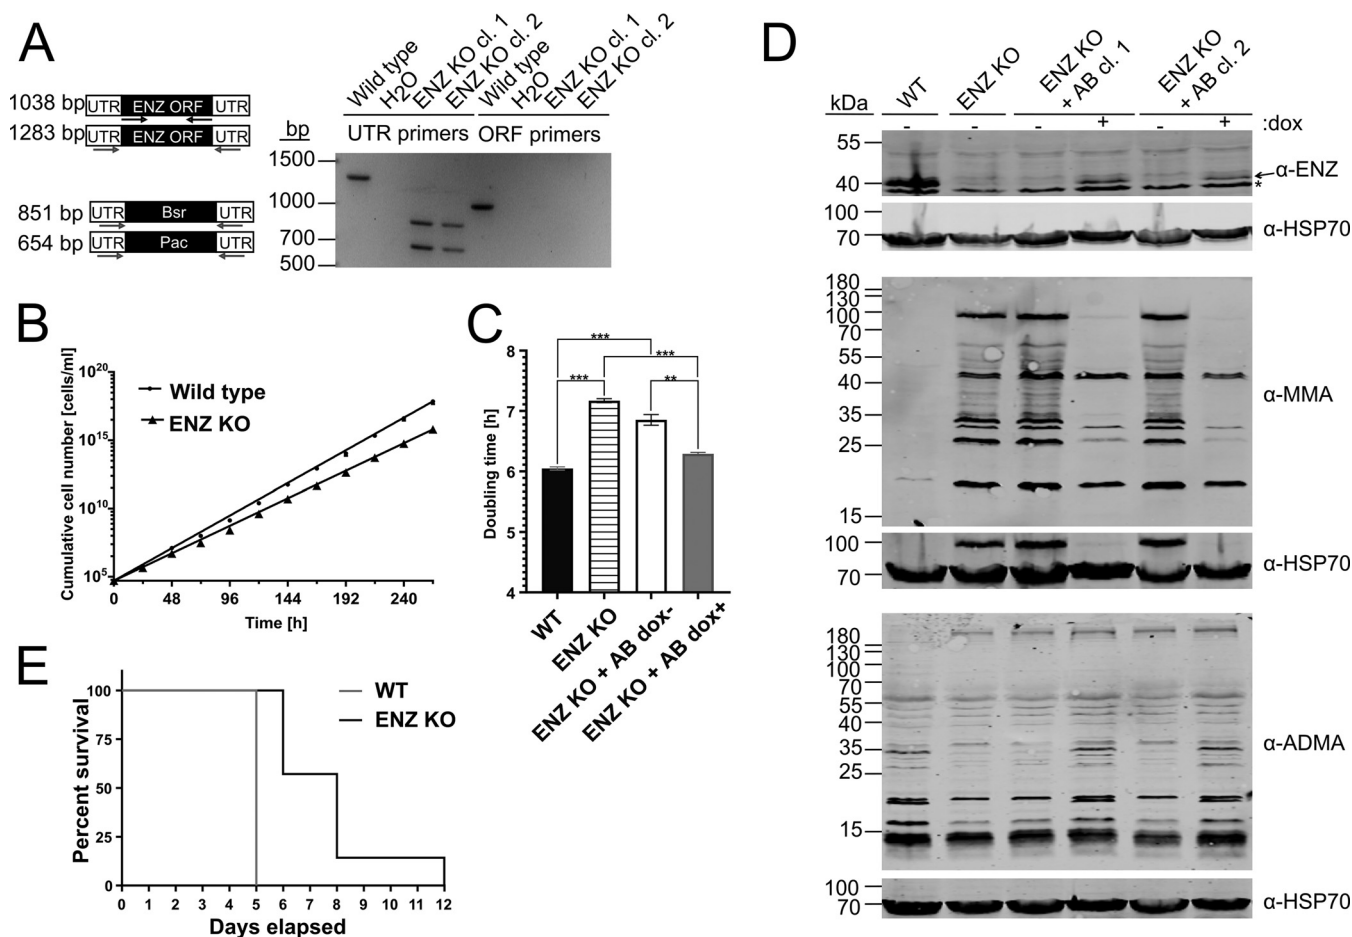 A
1038 bp UTR ENZ ORF UTR
1283 bp UTR ENZ ORF UTR
851 bp UTR Bsr UTR
654 bp UTR Pac UTR
Wild type
H2O
ENZ KO cl. 1
ENZ KO cl. 2
Wild type
H2O
ENZ KO cl. 1
ENZ KO cl. 2
bp UTR primers ORF primers
1500
1000
700
500
B
Cumulative cell number [cells/ml]
10^20
10^15
10^10
10^5
Wild type
ENZ KO
0 48 96 144 192 240
Time [h]
C
Doubling time [h]
8
7
6
5
4
***
***
***
**
WT
ENZ KO
ENZ KO + AB dox-
ENZ KO + AB dox+
D
kDa
WT
ENZ KO
ENZ KO
+ AB cl. 1
ENZ KO
+ AB cl. 2
- - - + - + :dox
55
40
α-ENZ
*
100
70
α-HSP70
180
130
100
70
55
40
35
25
15
α-MMA
100
70
α-HSP70
180
130
100
70
55
40
35
25
15
α-ADMA
100
70
α-HSP70
E
Percent survival
100
75
50
25
0
WT
ENZ KO
0 1 2 3 4 5 6 7 8 9 10 11 12
Days elapsed